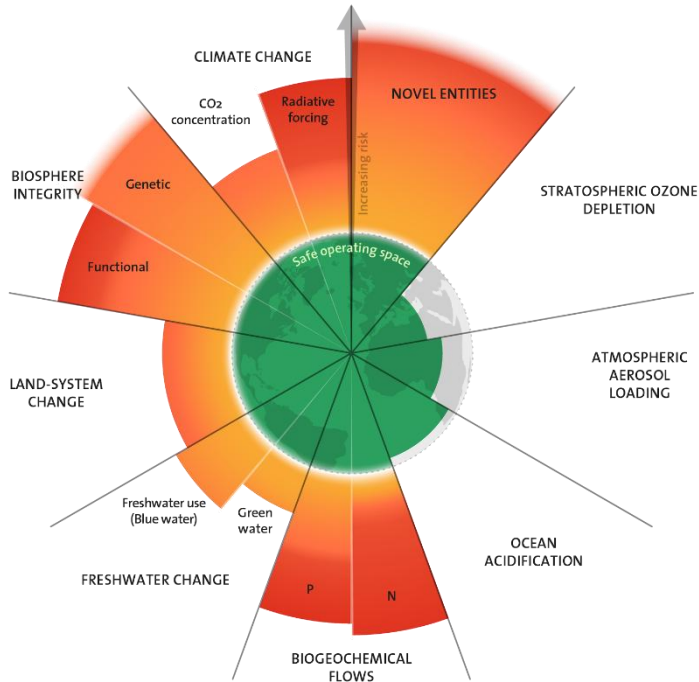 CLIMATE CHANGE
CO2
concentration
Radiative
forcing
Increasing risk
NOVEL ENTITIES
STRATOSPHERIC OZONE
DEPLETION
ATMOSPHERIC
AEROSOL
LOADING
OCEAN
ACIDIFICATION
BIOGEOCHEMICAL
FLOWS
P
N
FRESHWATER CHANGE
Green
water
Freshwater use
(Blue water)
LAND-SYSTEM
CHANGE
BIOSPHERE
INTEGRITY
Functional
Genetic
Safe operating space